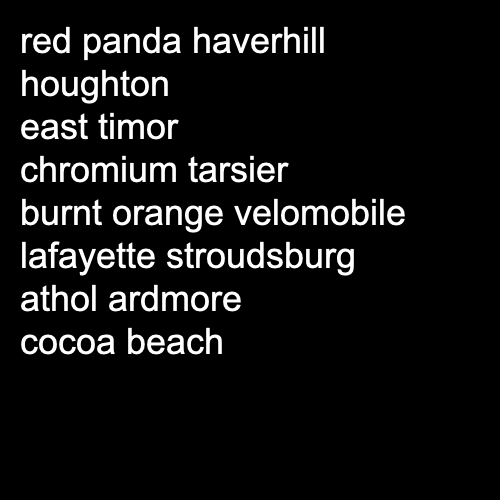 red panda haverhill
houghton
east timor
chromium tarsier
burnt orange velomobile
lafayette stroudsburg
athol ardmore
cocoa beach